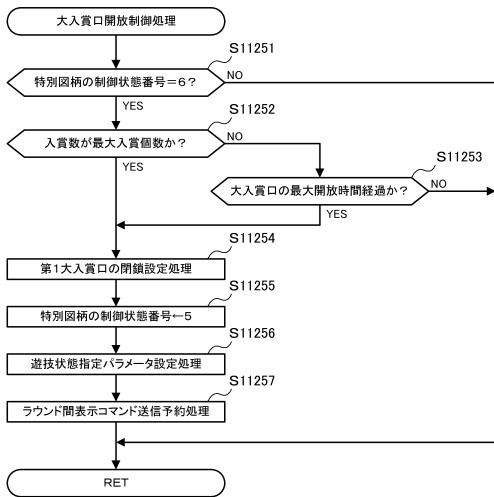 大入賞口開放制御処理
S11251
特別図柄の制御状態番号＝6？
NO
YES
S11252
入賞数が最大入賞個数か？
NO
YES
S11253
大入賞口の最大開放時間経過か？
NO
YES
S11254
第1大入賞口の閉鎖設定処理
S11255
特別図柄の制御状態番号←5
S11256
遊技状態指定パラメータ設定処理
S11257
ラウンド間表示コマンド送信予約処理
RET